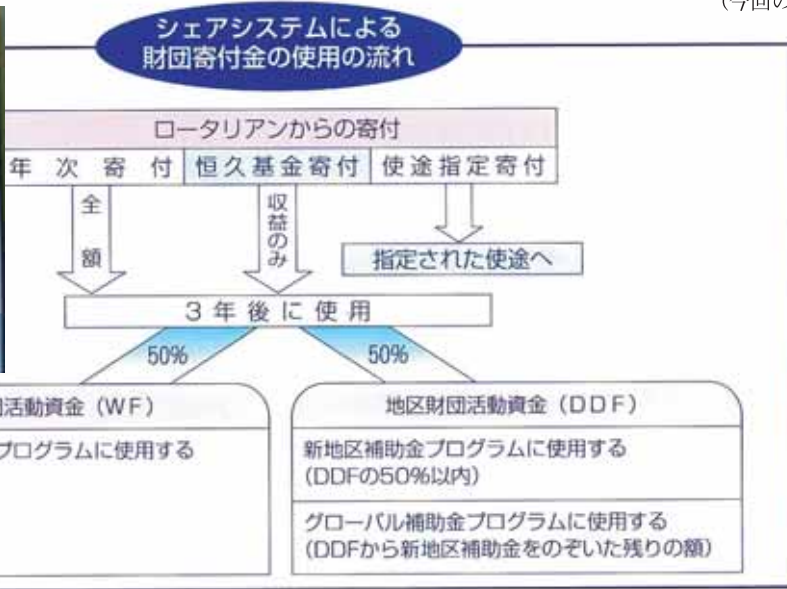 (今回の
シェアシステムによる
財団寄付金の使用の流れ
ロータリアンからの寄付
年次寄付
恒久基金寄付
使途指定寄付
全額
収益のみ
指定された使途へ
3年後に使用
50%
50%
活動資金（WF）
プログラムに使用する
地区財団活動資金（DDF）
新地区補助金プログラムに使用する
（DDFの50％以内）
グローバル補助金プログラムに使用する
（DDFから新地区補助金をのぞいた残りの額）